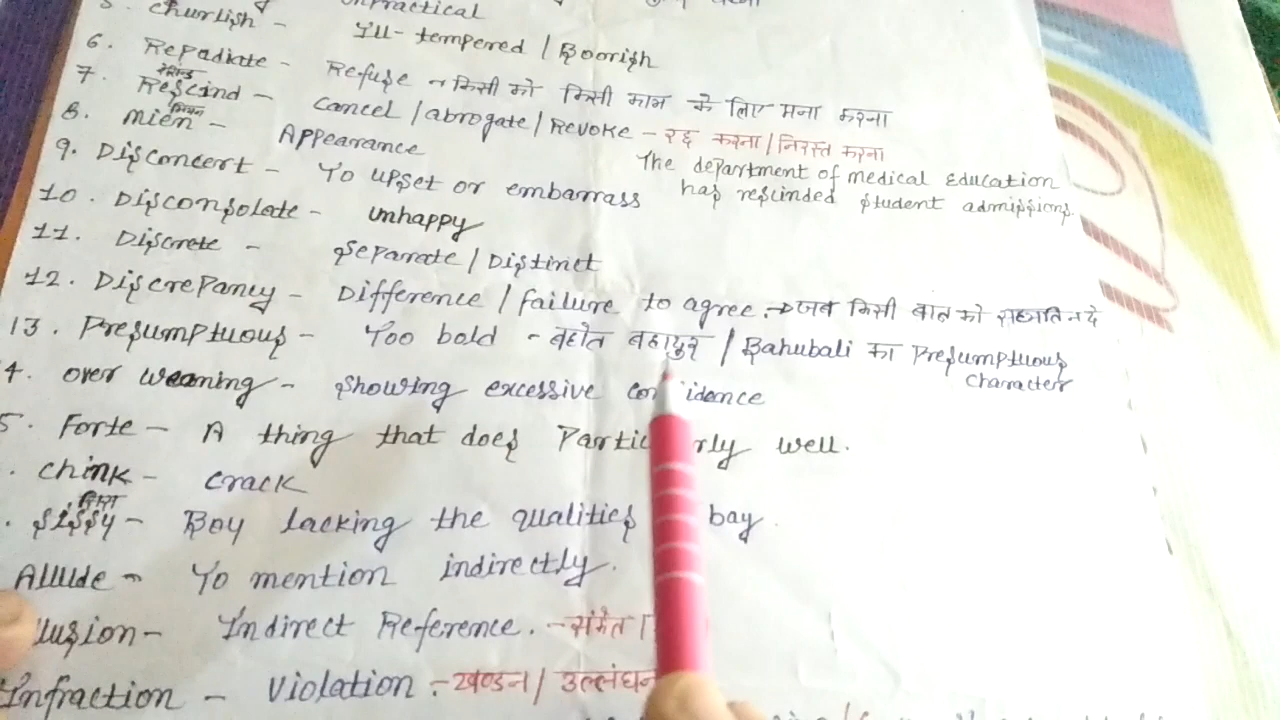 5. Churlish - Ill-tempered / Boorish
6. Repadiate - Refuse न किसी को किसी काम के लिए मना करना
7. Rescind - Cancel / abrogate / Revoke - रद्द करना / निरस्त करना
The department of medical Education
has rescinded student admissions.
8. mien - Appearance
9. Disconcert - To upset or embarrass
10. Disconsolate - unhappy
11. Discrete - Separate / Distinct
12. Discrepancy - Difference / failure to agree. → जब किसी बात को सहमति न दे
13. Presumptuous - Too bold - बहोत बहादुर / Bahubali का Presumptuous
character
4. over weaning - Showing excessive con idence
5. Forte - A thing that does Partic rly well.
. chink - crack
. Sissy - Boy lacking the qualities bay.
Allude - To mention indirectly.
llusion - Indirect Reference. - संकेत |
Infraction - Violation - खण्डन / उल्लंघन